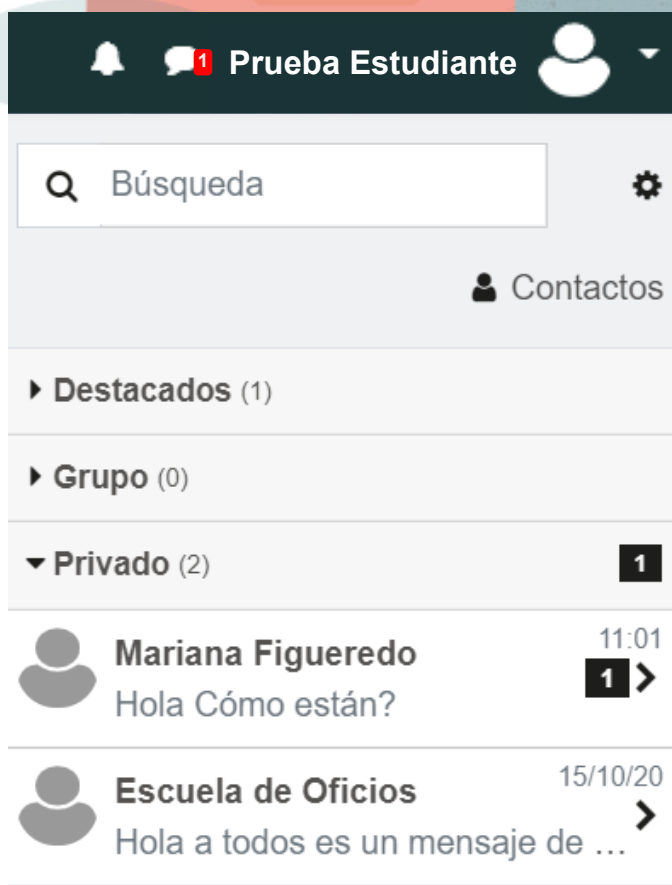 1 Prueba Estudiante
Búsqueda
Contactos
Destacados (1)
Grupo (0)
Privado (2) 1
Mariana Figueredo 11:01
Hola Cómo están? 1
Escuela de Oficios 15/10/20
Hola a todos es un mensaje de ...